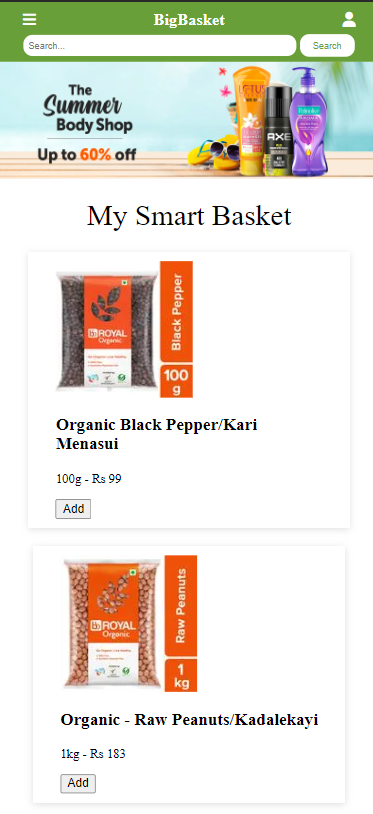 BigBasket
Search...
Search
The
Summer
Body Shop
Up to 60% off
LOTUS
AXE
My Smart Basket
bb ROYAL
Organic
Black Pepper
100
g
Organic Black Pepper/Kari
Menasui
100g - Rs 99
Add
bb ROYAL
Organic
Raw Peanuts
1
kg
Organic - Raw Peanuts/Kadalekayi
1kg - Rs 183
Add